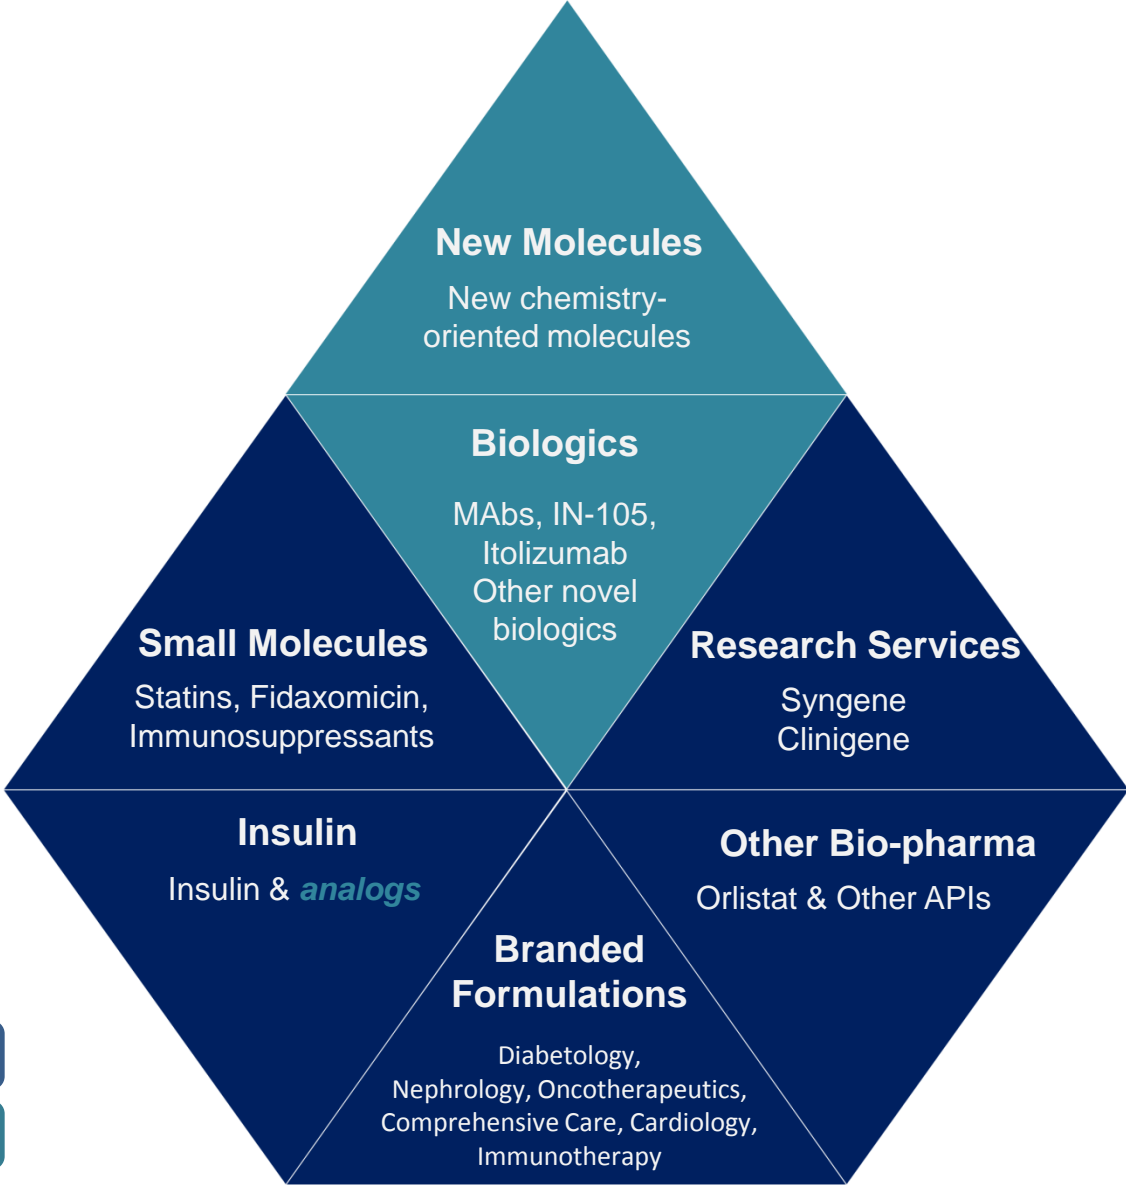 New Molecules
New chemistry-
oriented molecules
Biologics
MAbs, IN-105,
Itolizumab
Other novel
biologics
Small Molecules
Statins, Fidaxomicin,
Immunosuppressants
Research Services
Syngene
Clinigene
Insulin
Insulin & analogs
Other Bio-pharma
Orlistat & Other APIs
Branded
Formulations
Diabetology,
Nephrology, Oncotherapeutics,
Comprehensive Care, Cardiology,
Immunotherapy